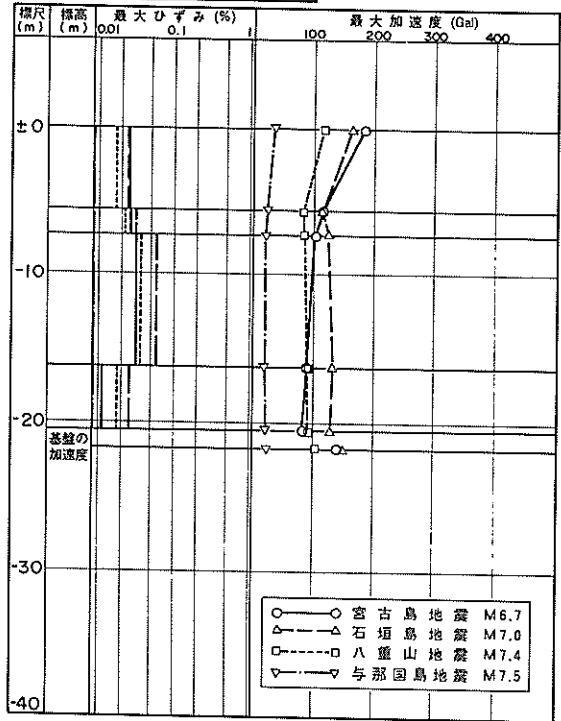 標尺 (m)
標高 (m)
最大ひずみ (%)
0.01
0.1
1
最大加速度 (Gal)
100
200
300
400
±0
-10
-20
基盤の
加速度
-30
-40
宮古島地震 M6.7
石垣島地震 M7.0
八重山地震 M7.4
与那国島地震 M7.5